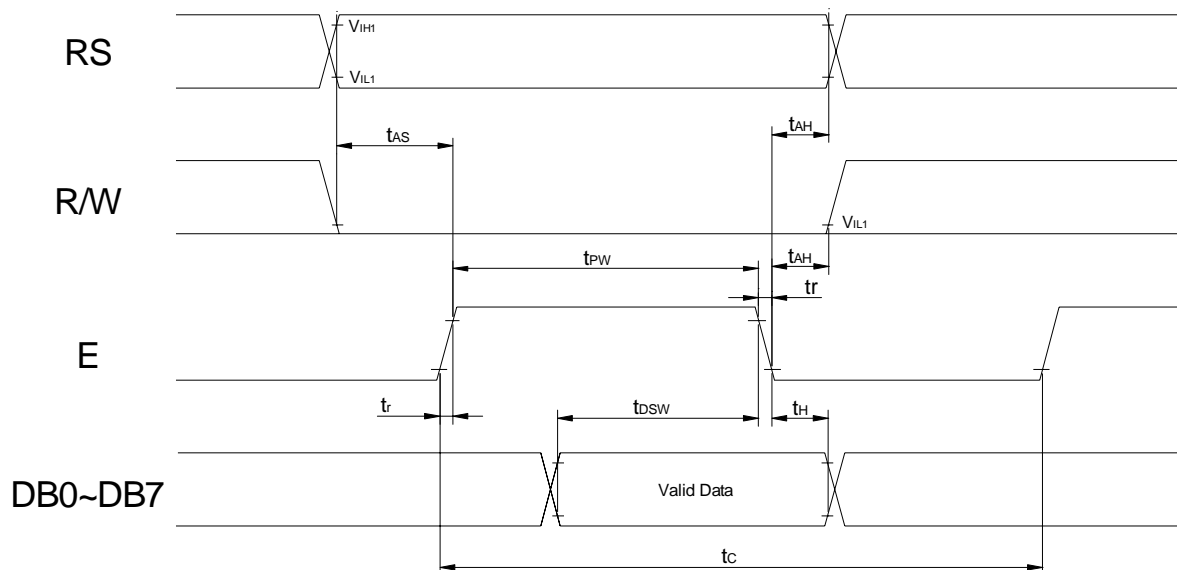 RS
VIH1
VIL1
tAS
tAH
R/W
VIL1
tPW
tAH
tr
E
tr
tDSW
tH
DB0~DB7
Valid Data
tc